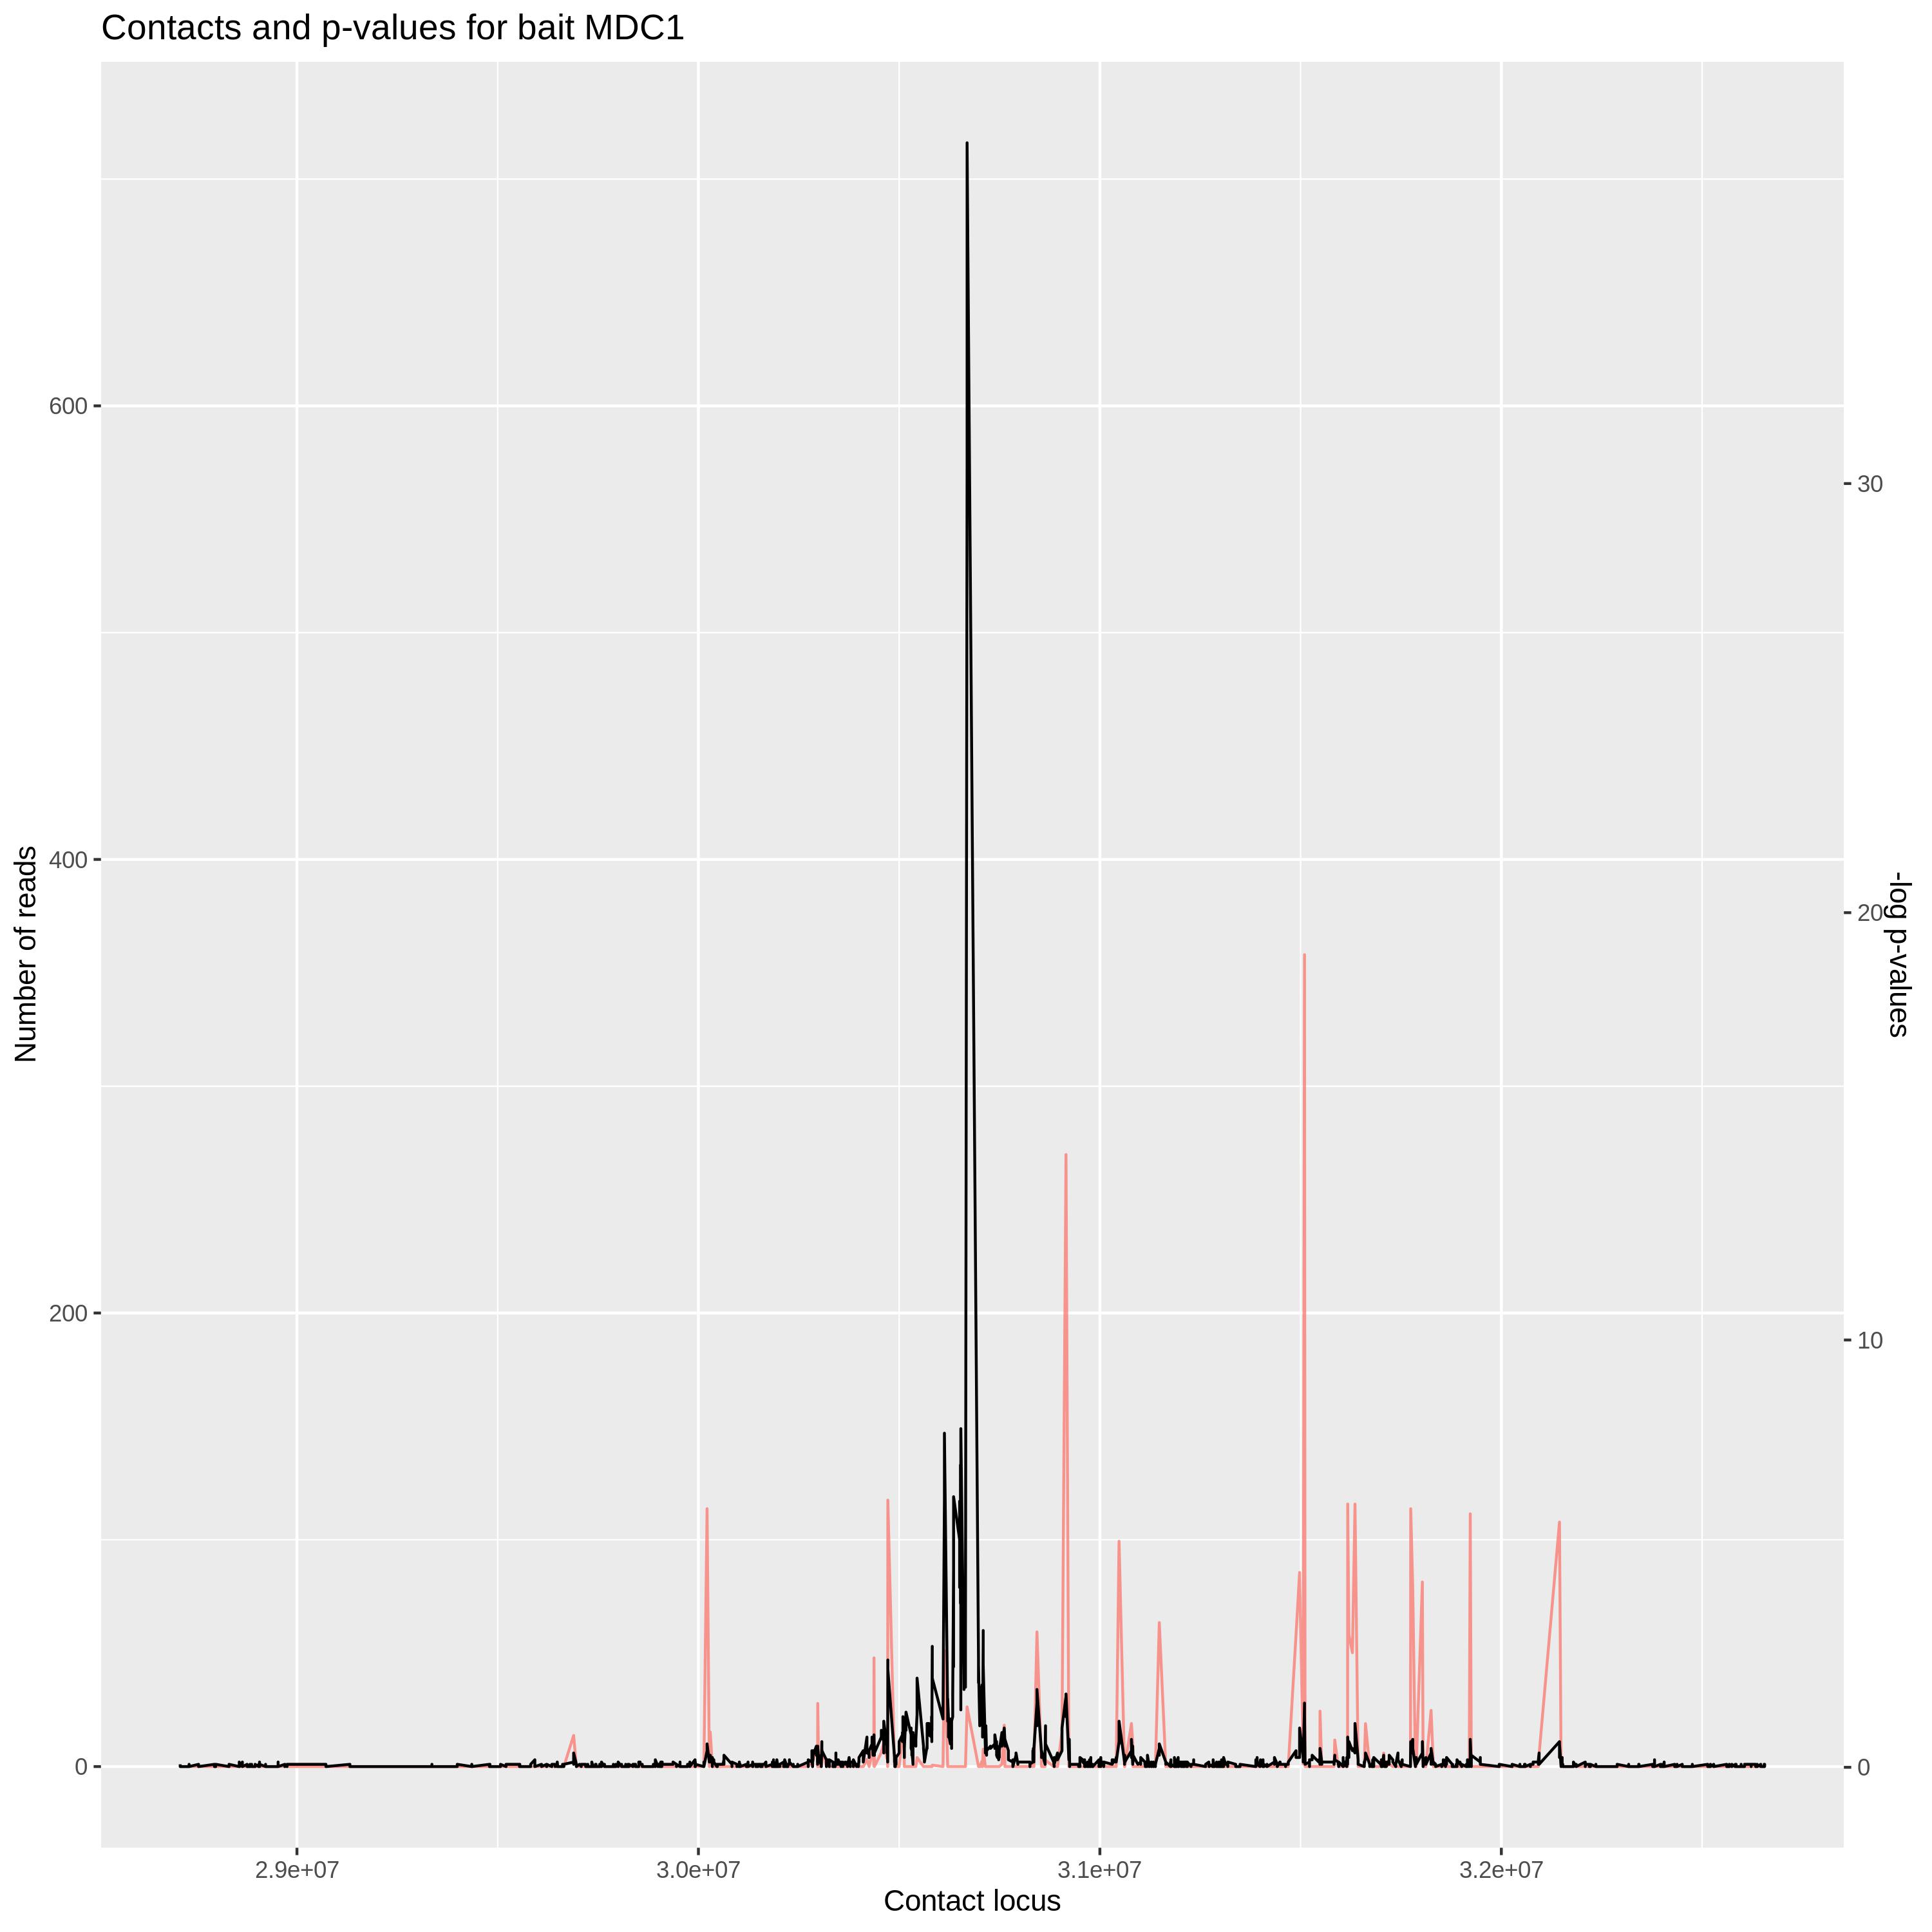 Contacts and p-values for bait MDC1
Number of reads
600
400
200
0
30
20
10
0
-log p-values
2.9e+07 3.0e+07 3.1e+07 3.2e+07
Contact locus